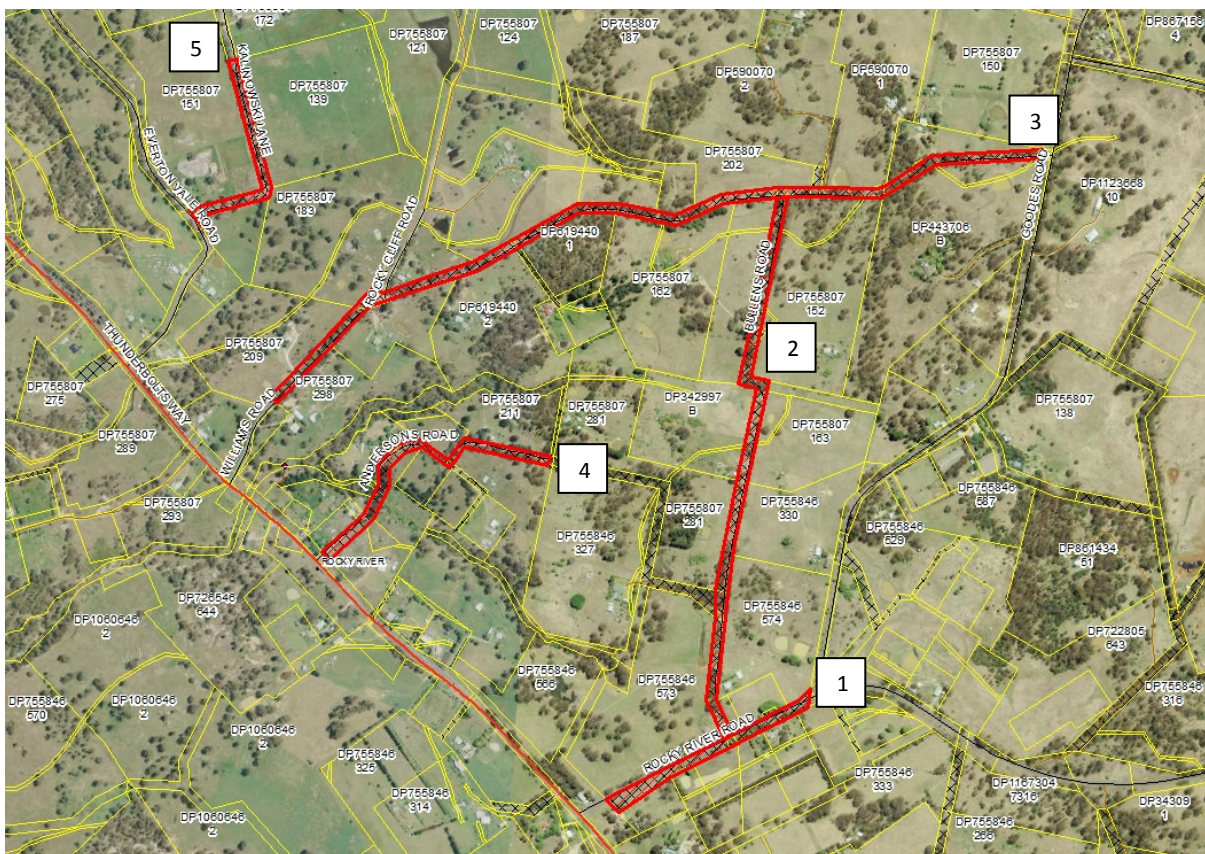 172
DP755807
121
DP755807
124
DP755807
187
DP867156
4
5
KALINOWSKI LANE
DP755807
151
DP755807
139
DP590070
2
DP590070
1
DP755807
150
EVERTON VALE ROAD
DP755807
202
3
GOODES ROAD
DP1123668
10
DP755807
183
ROCKY CLIFF ROAD
DP619440
1
DP443706
B
BULLENS ROAD
DP755807
162
DP755807
152
DP619440
2
THUNDERBOLTS WAY
DP755807
209
2
DP755807
275
DP755807
298
WILLIAMS ROAD
DP755807
211
DP755807
281
DP342997
B
DP755807
138
DP755807
289
ANDERSONS ROAD
DP755807
163
4
DP755807
293
DP755846
587
DP755807
281
DP755846
330
DP755846
529
DP755846
327
DP861434
51
ROCKY RIVER
DP726546
644
DP1060646
2
DP755846
574
DP722805
643
DP755846
566
DP755846
573
1
DP755846
316
DP755846
570
DP1060646
2
DP1060646
2
ROCKY RIVER ROAD
DP755846
325
DP755846
333
DP1187304
7316
DP755846
314
DP34309
1
DP1060646
2
DP755846
266